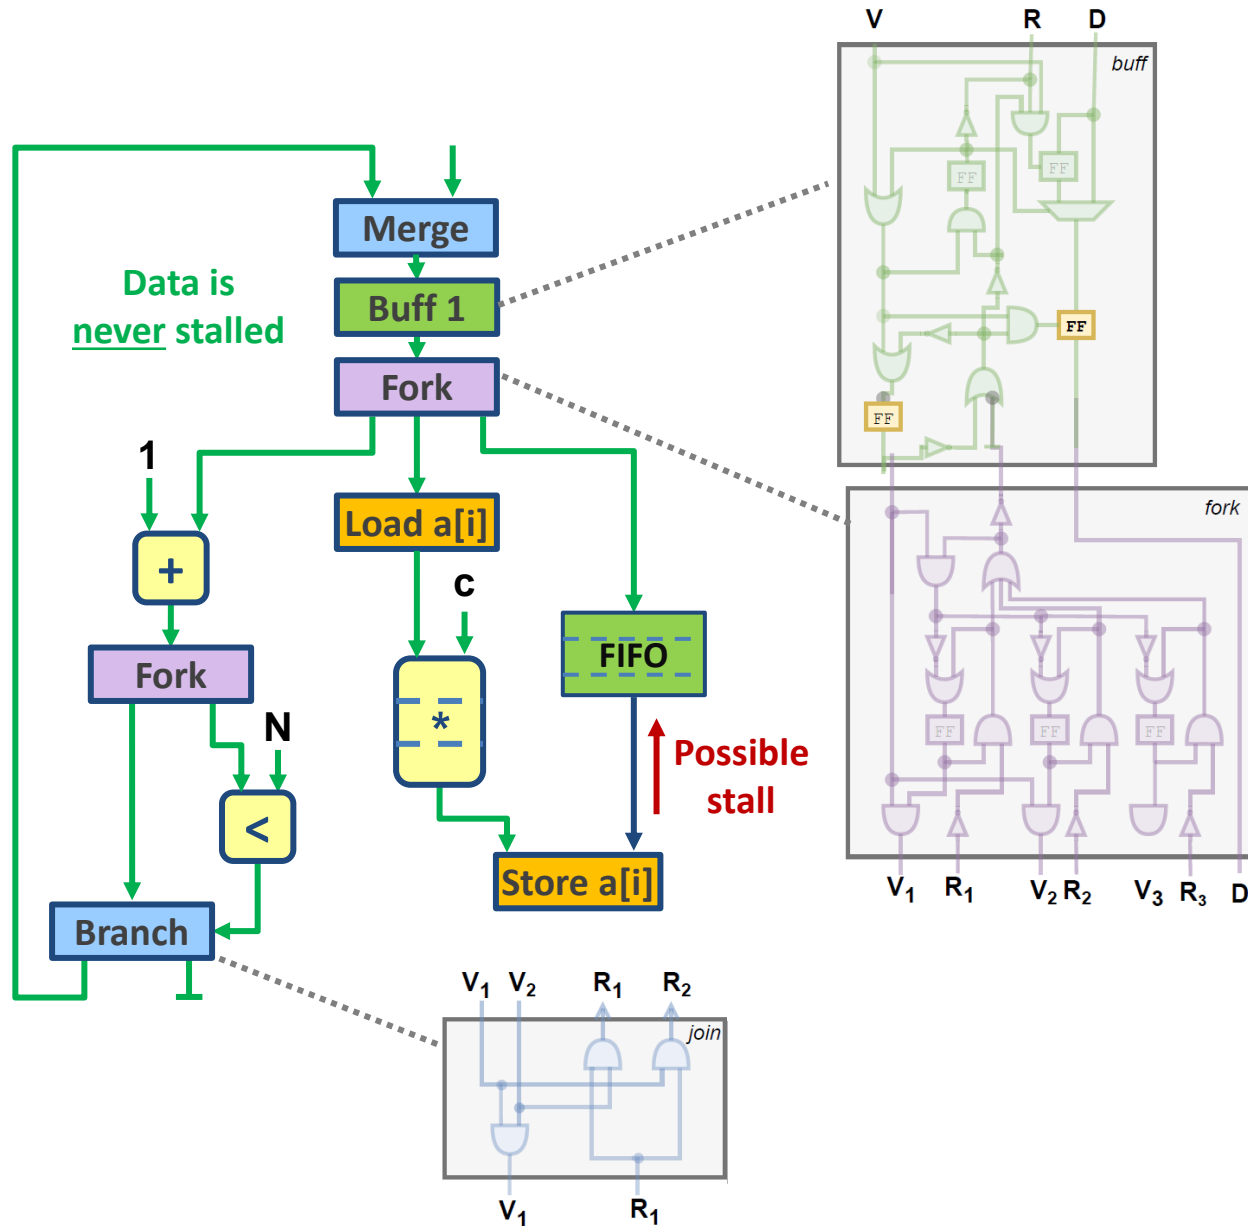 V R D
buff
Merge
Data is
never stalled
Buff 1
FF
FF
Fork
FF
FF
1
Load a[i]
fork
+
c
FIFO
Fork
*
N
FF
FF
FF
Possible
stall
<
Store a[i]
V1 R1 V2 R2 V3 R3 D
Branch
V1 V2 R1 R2
join
V1 R1